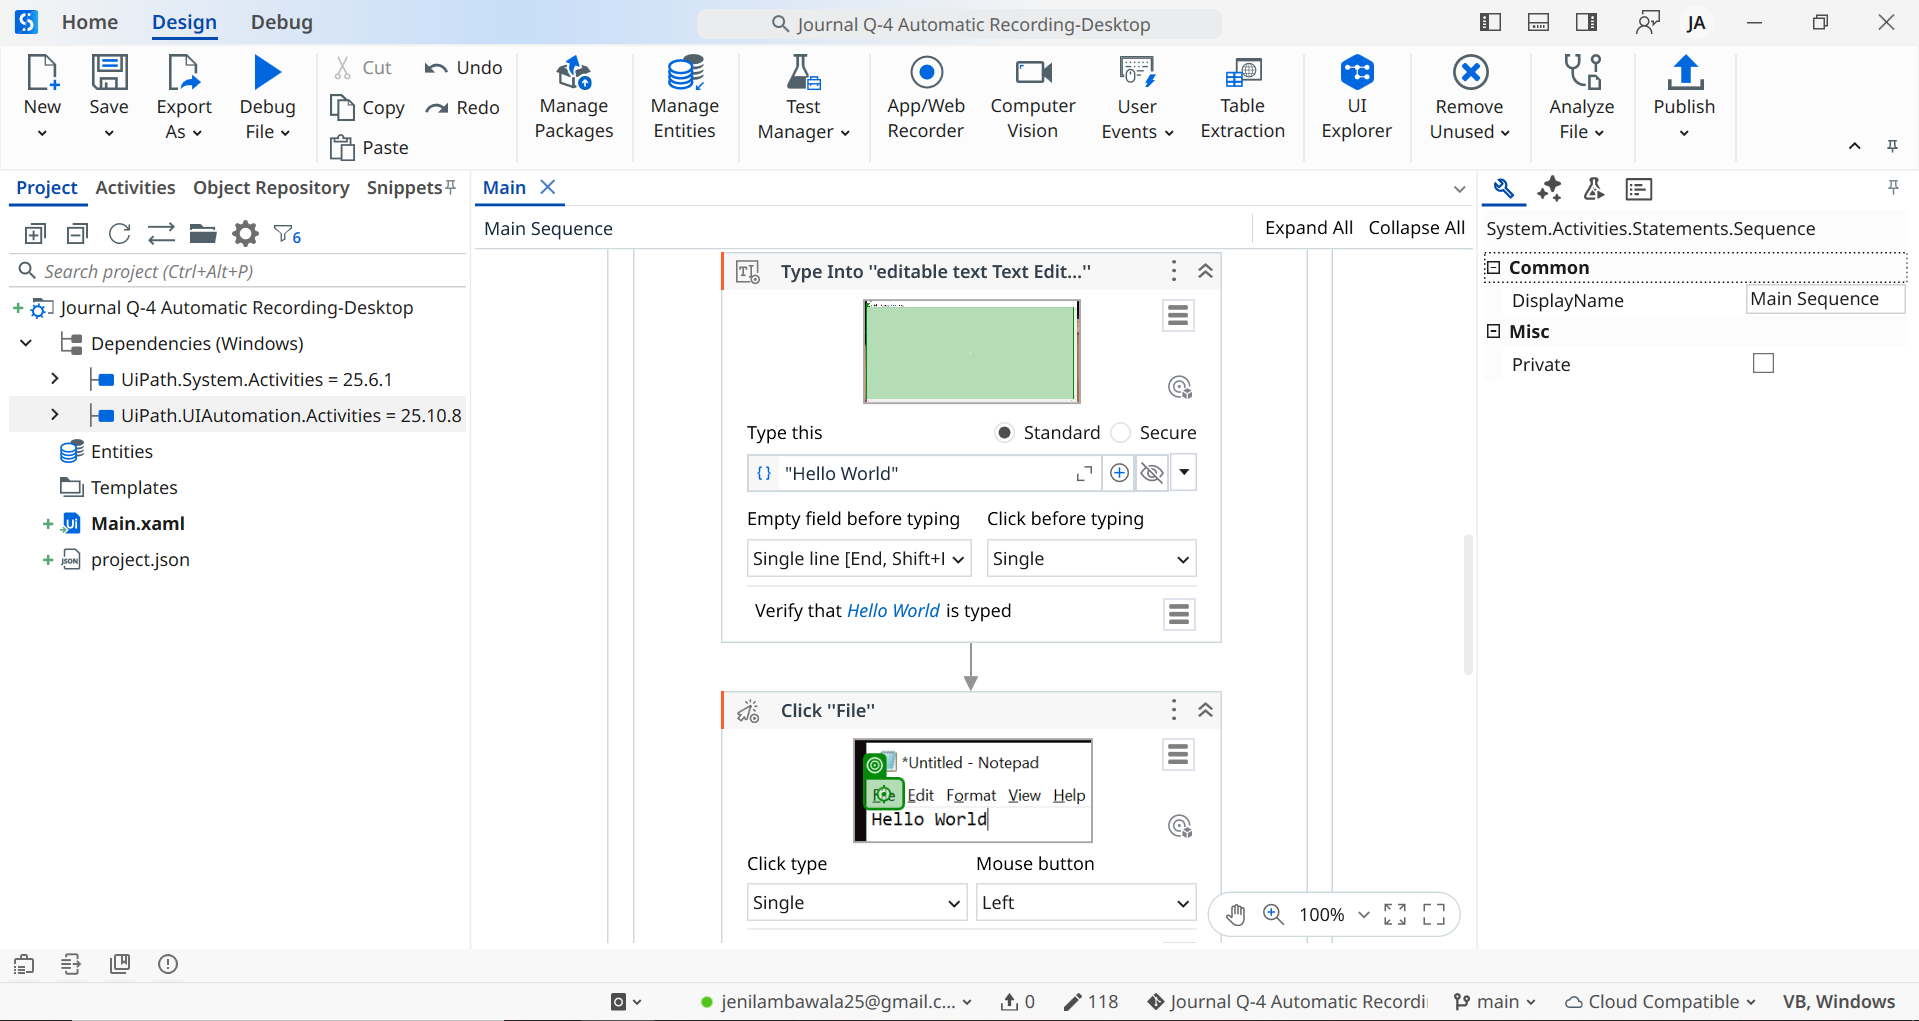 Home Design Debug
Journal Q-4 Automatic Recording-Desktop
JA
New
Save
Export As
Debug File
Cut
Copy
Paste
Undo
Redo
Manage Packages
Manage Entities
Test Manager
App/Web Recorder
Computer Vision
User Events
Table Extraction
UI Explorer
Remove Unused
Analyze File
Publish
Project Activities Object Repository Snippets
6
Search project (Ctrl+Alt+P)
Journal Q-4 Automatic Recording-Desktop
Dependencies (Windows)
UiPath.System.Activities = 25.6.1
UiPath.UIAutomation.Activities = 25.10.8
Entities
Templates
Main.xaml
project.json
Main
Main Sequence
Expand All Collapse All
Type Into "editable text Text Edit..."
Type this
Standard Secure
"Hello World"
Empty field before typing Click before typing
Single line [End, Shift+
Single
Verify that Hello World is typed
Click "File"
*Untitled - Notepad
Edit Format View Help
Hello World
Click type Mouse button
Single Left
100%
System.Activities.Statements.Sequence
Common
DisplayName Main Sequence
Misc
Private
jenilambawala25@gmail.c...
0
118
Journal Q-4 Automatic Recordi
main
Cloud Compatible
VB, Windows